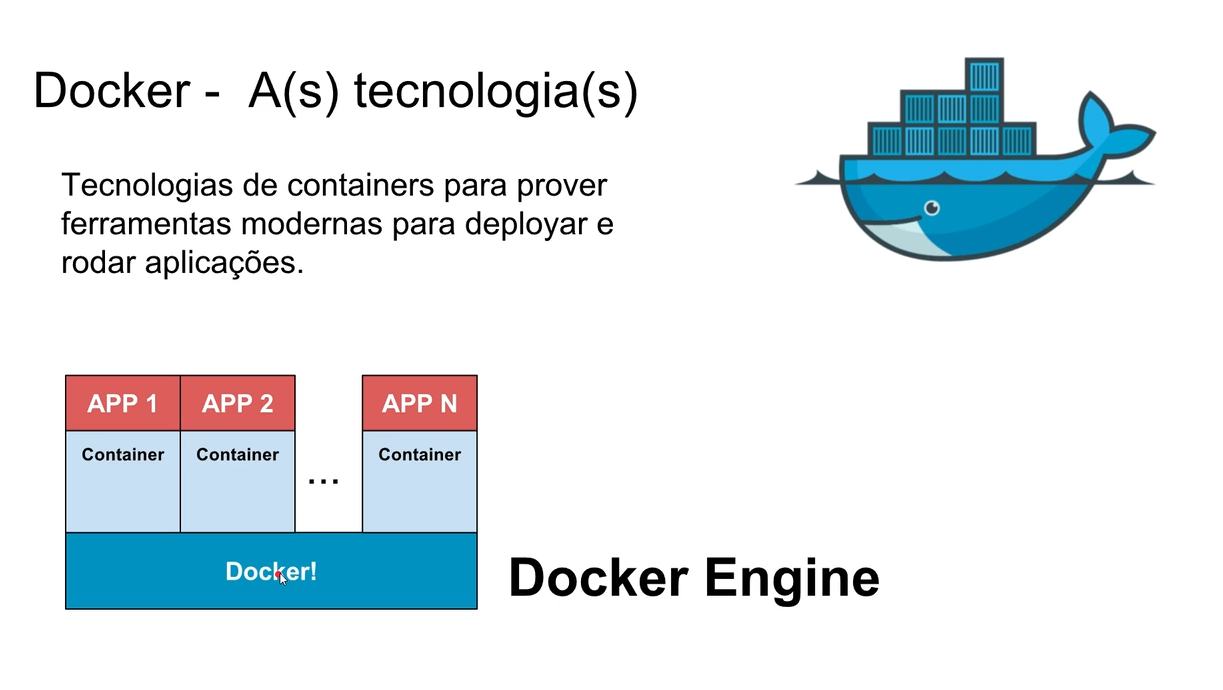 Docker - A(s) tecnologia(s)
Tecnologias de containers para prover
ferramentas modernas para deployar e
rodar aplicações.
APP 1 APP 2 APP N
Container Container ... Container
Docker!
Docker Engine